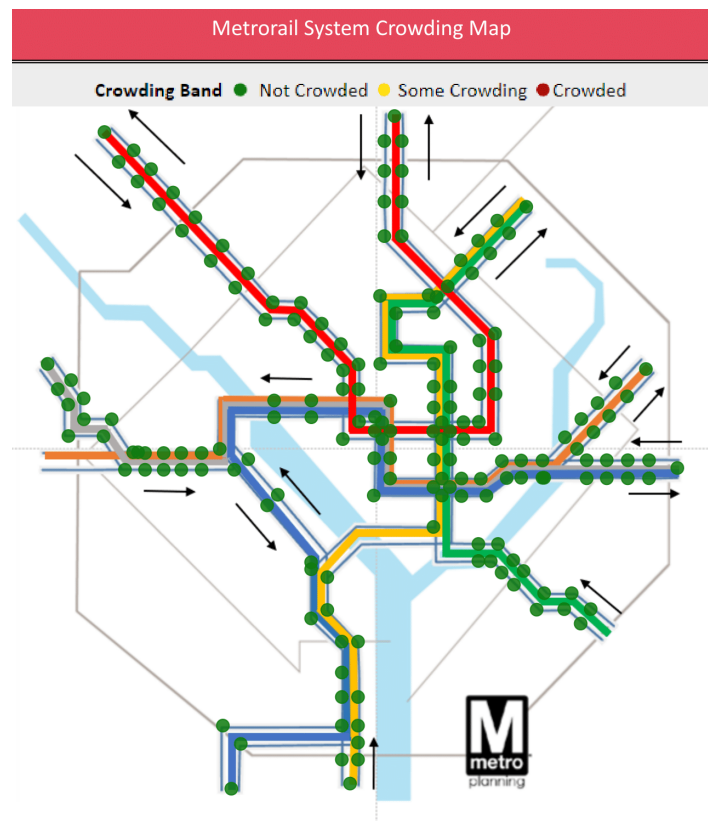 Metrorail System Crowding Map
Crowding Band Not Crowded Some Crowding Crowded
M
metro
planning